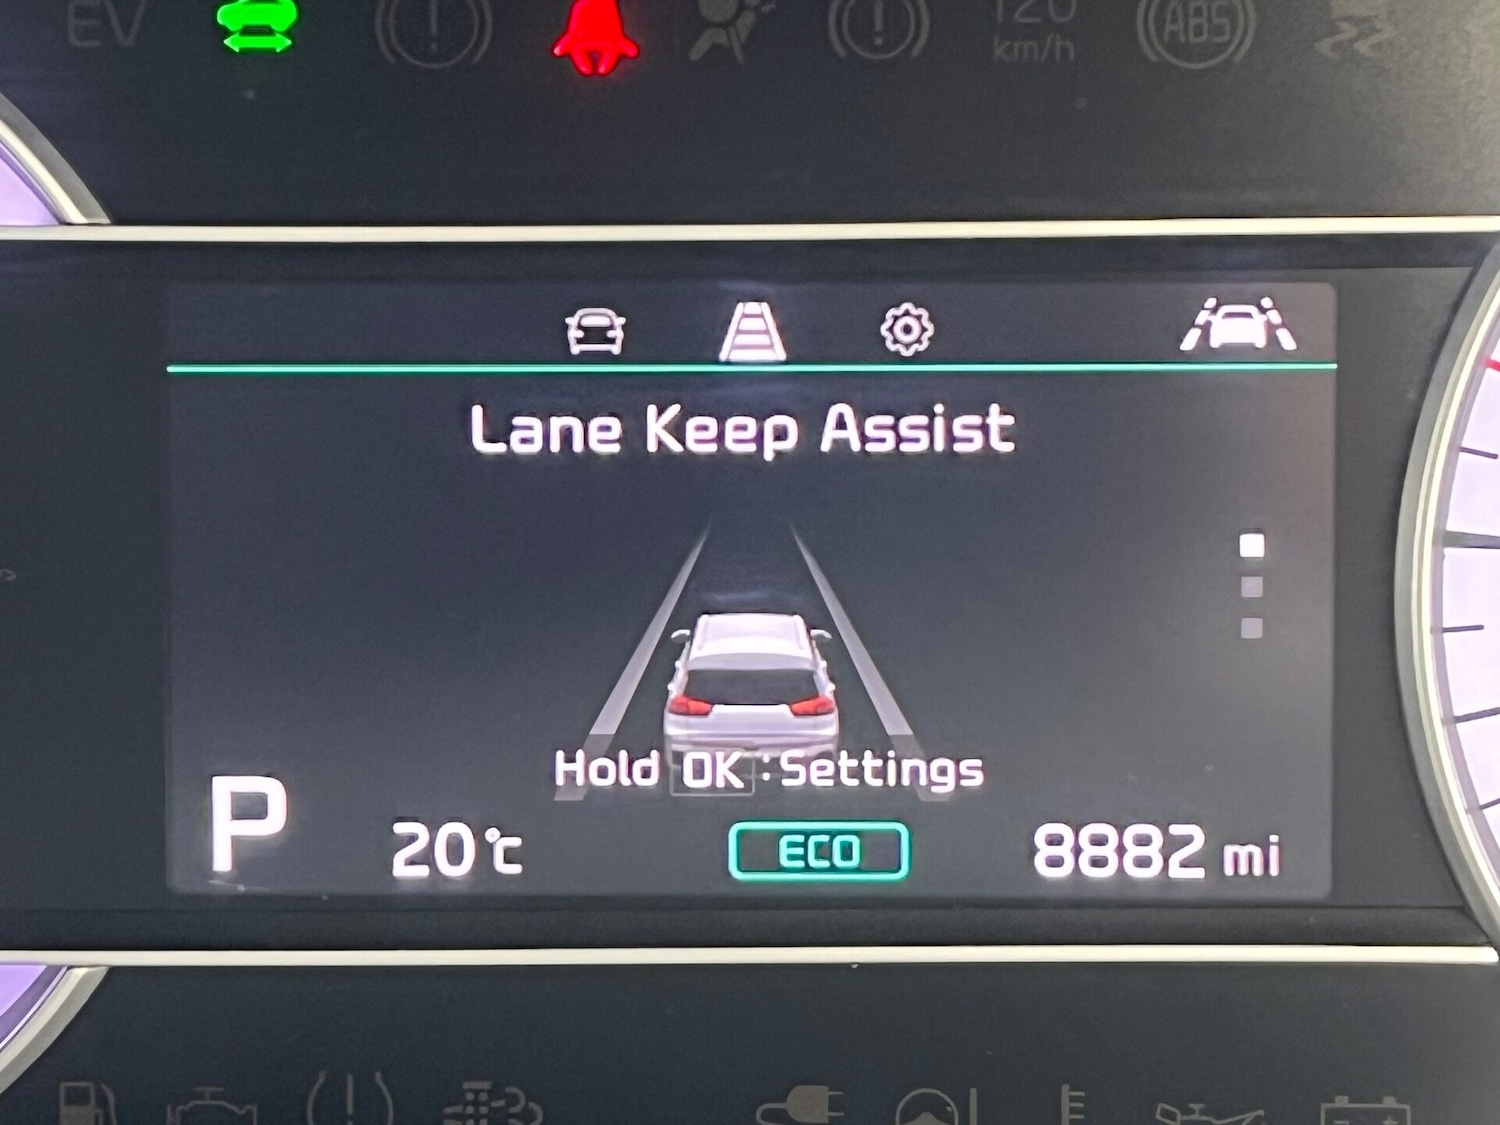 EV
120
km/h
ABS
Lane Keep Assist
Hold OK : Settings
P
20°C
ECO
8882 mi